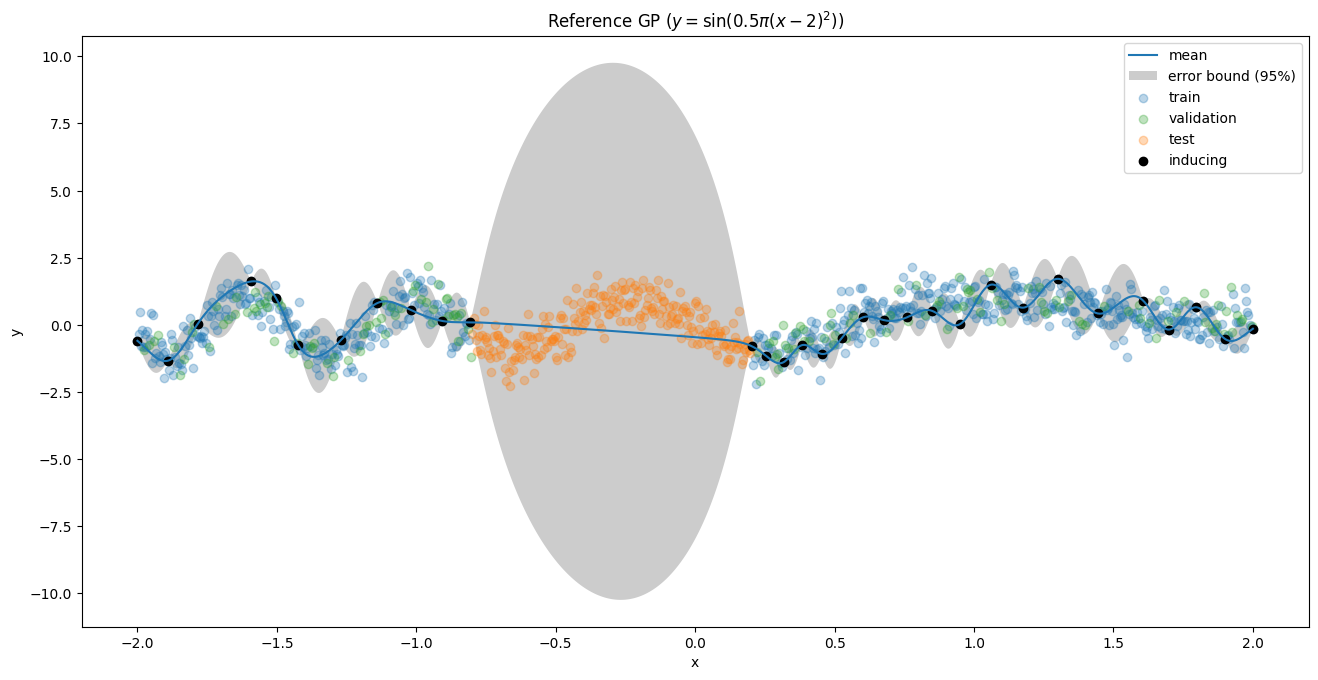 Reference GP (y = sin(0.5π(x − 2)²))
mean
error bound (95%)
train
validation
test
inducing
10.0
7.5
5.0
2.5
0.0
−2.5
−5.0
−7.5
−10.0
y
−2.0 −1.5 −1.0 −0.5 0.0 0.5 1.0 1.5 2.0
x